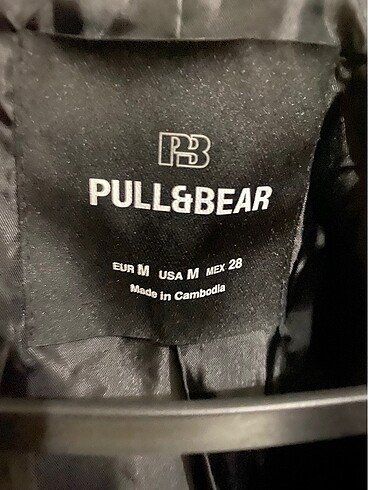 PB
PULL&BEAR
EUR M USA M MEX 28
Made in Cambodia